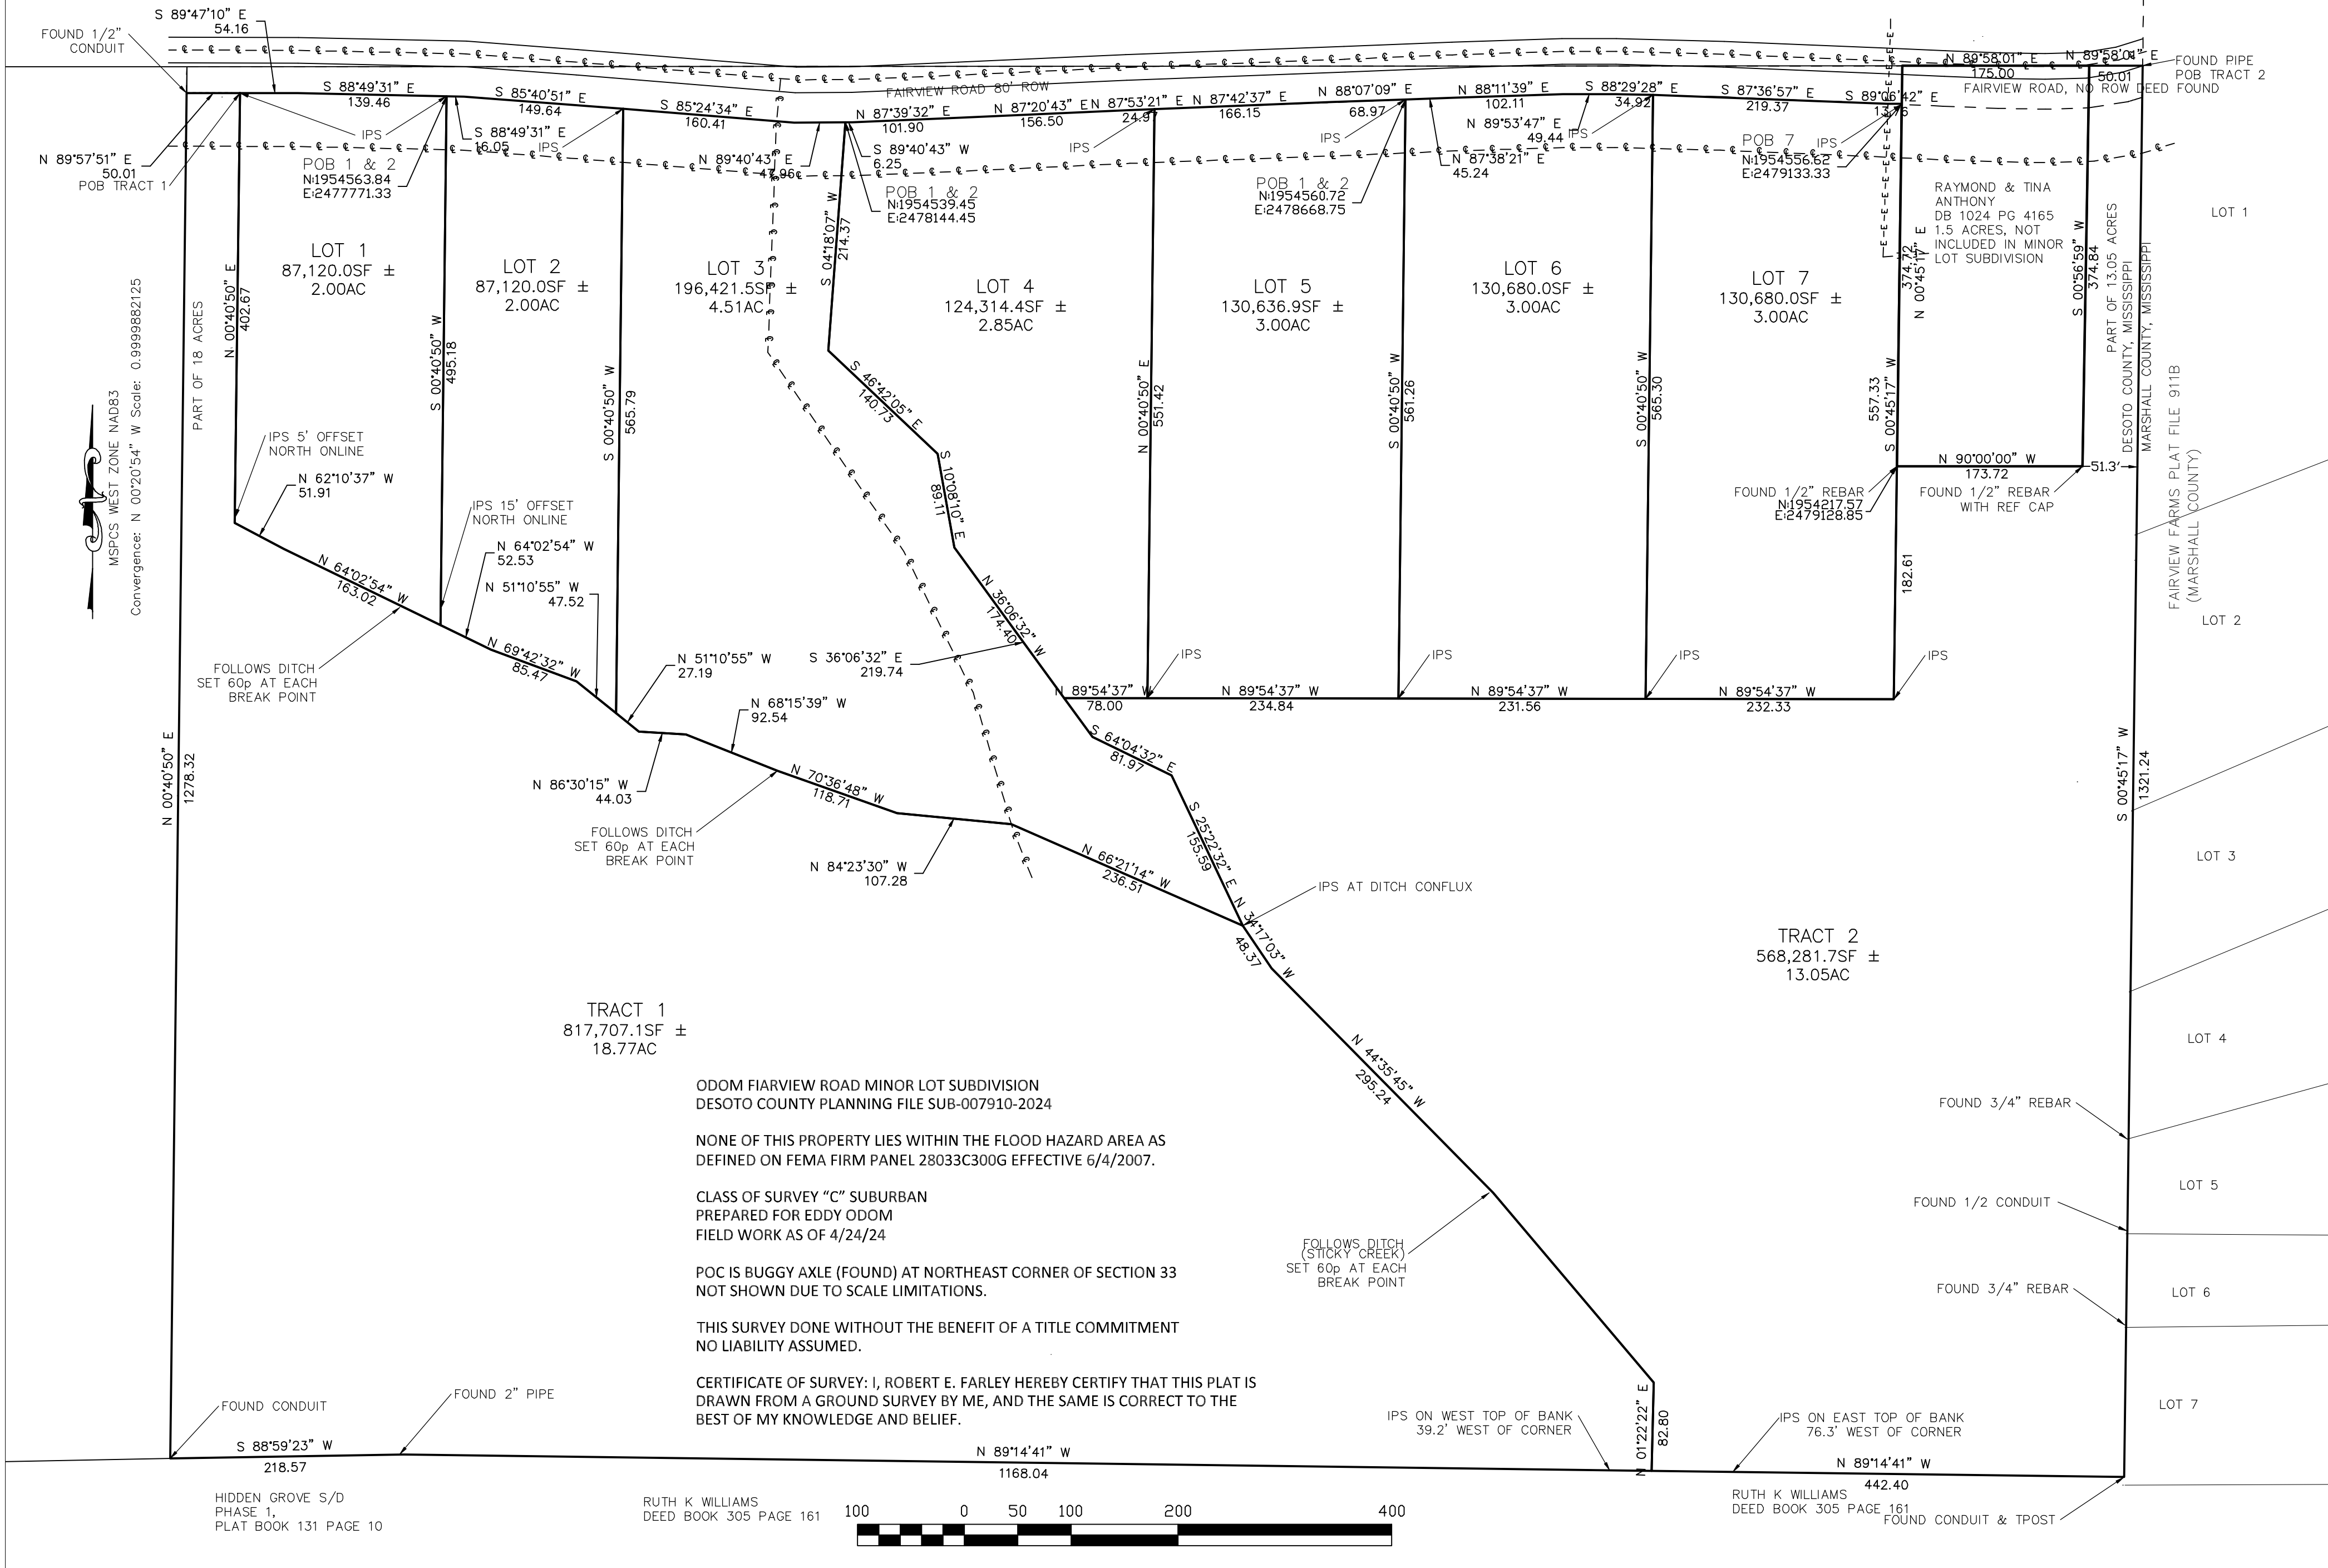 S 89°47'10" E
54.16
FOUND 1/2"
CONDUIT
S 88°49'31" E
139.46
S 85°40'51" E
149.64
S 85°24'34" E
160.41
FAIRVIEW ROAD 80' ROW
N 87°39'32" E
101.90
N 87°20'43" E
156.50
N 87°53'21" E
24.97
N 87°42'37" E
166.15
N 88°07'09" E
68.97
N 88°11'39" E
102.11
S 88°29'28" E
34.92
S 87°36'57" E
219.37
S 89°06'42" E
13.76
N 89°58'01" E
175.00
N 89°58'01" E
50.01
FOUND PIPE
POB TRACT 2
FAIRVIEW ROAD, NO ROW DEED FOUND
N 89°57'51" E
50.01
POB TRACT 1
IPS
S 88°49'31" E
16.05
IPS
N 89°40'43" E
47.96
S 89°40'43" W
6.25
IPS
IPS
N 87°38'21" E
45.24
N 89°53'47" E
49.44
IPS
IPS
POB 1 & 2
N:1954563.84
E:2477771.33
POB 1 & 2
N:1954539.45
E:2478144.45
POB 1 & 2
N:1954560.72
E:2478668.75
POB 7
N:1954556.62
E:2479133.33
RAYMOND & TINA
ANTHONY
DB 1024 PG 4165
1.5 ACRES, NOT
INCLUDED IN MINOR
LOT SUBDIVISION
LOT 1
LOT 1
87,120.0SF ±
2.00AC
LOT 2
87,120.0SF ±
2.00AC
LOT 3
196,421.5SF ±
4.51AC
LOT 4
124,314.4SF ±
2.85AC
LOT 5
130,636.9SF ±
3.00AC
LOT 6
130,680.0SF ±
3.00AC
LOT 7
130,680.0SF ±
3.00AC
MSPCS WEST ZONE NAD83
Convergence: N 00°20'54" W Scale: 0.9999882125
PART OF 18 ACRES
N 00°40'50" E
402.67
S 00°40'50" W
495.18
S 00°40'50" W
565.79
S 04°18'07" W
214.37
S 46°42'05" E
140.73
S 10°08'10" E
89.11
N 36°06'32" W
174.40
N 00°40'50" E
551.42
S 00°40'50" W
561.26
S 00°40'50" W
565.30
557.33
S 00°45'17" W
374.72
N 00°45'17" E
S 00°56'59" W
374.84
PART OF 13.05 ACRES
DESOTO COUNTY, MISSISSIPPI
MARSHALL COUNTY, MISSISSIPPI
FAIRVIEW FARMS PLAT FILE 911B
(MARSHALL COUNTY)
IPS 5' OFFSET
NORTH ONLINE
N 62°10'37" W
51.91
IPS 15' OFFSET
NORTH ONLINE
N 90°00'00" W
173.72
51.3'
FOUND 1/2" REBAR
N:1954217.57
E:2479128.85
FOUND 1/2" REBAR
WITH REF CAP
N 64°02'54" W
163.02
N 64°02'54" W
52.53
N 51°10'55" W
47.52
182.61
LOT 2
N 69°42'32" W
85.47
FOLLOWS DITCH
SET 60p AT EACH
BREAK POINT
N 51°10'55" W
27.19
S 36°06'32" E
219.74
IPS
IPS
IPS
IPS
N 89°54'37" W
78.00
N 89°54'37" W
234.84
N 89°54'37" W
231.56
N 89°54'37" W
232.33
N 68°15'39" W
92.54
N 00°40'50" E
1278.32
S 64°04'32" E
81.97
S 00°45'17" W
1321.24
N 86°30'15" W
44.03
N 70°36'48" W
118.71
FOLLOWS DITCH
SET 60p AT EACH
BREAK POINT
S 25°22'32" E
155.59
N 84°23'30" W
107.28
N 66°21'14" W
236.51
LOT 3
IPS AT DITCH CONFLUX
N 34°17'03" W
48.37
TRACT 2
568,281.7SF ±
13.05AC
TRACT 1
817,707.1SF ±
18.77AC
LOT 4
N 44°35'45" W
295.24
ODOM FIARVIEW ROAD MINOR LOT SUBDIVISION
DESOTO COUNTY PLANNING FILE SUB-007910-2024
FOUND 3/4" REBAR
NONE OF THIS PROPERTY LIES WITHIN THE FLOOD HAZARD AREA AS
DEFINED ON FEMA FIRM PANEL 28033C300G EFFECTIVE 6/4/2007.
LOT 5
CLASS OF SURVEY "C" SUBURBAN
PREPARED FOR EDDY ODOM
FIELD WORK AS OF 4/24/24
FOUND 1/2 CONDUIT
FOLLOWS DITCH
(STICKY CREEK)
SET 60p AT EACH
BREAK POINT
POC IS BUGGY AXLE (FOUND) AT NORTHEAST CORNER OF SECTION 33
NOT SHOWN DUE TO SCALE LIMITATIONS.
FOUND 3/4" REBAR
LOT 6
THIS SURVEY DONE WITHOUT THE BENEFIT OF A TITLE COMMITMENT
NO LIABILITY ASSUMED.
CERTIFICATE OF SURVEY: I, ROBERT E. FARLEY HEREBY CERTIFY THAT THIS PLAT IS
DRAWN FROM A GROUND SURVEY BY ME, AND THE SAME IS CORRECT TO THE
BEST OF MY KNOWLEDGE AND BELIEF.
LOT 7
FOUND CONDUIT
FOUND 2" PIPE
IPS ON WEST TOP OF BANK
39.2' WEST OF CORNER
N 01°22'22" E
82.80
IPS ON EAST TOP OF BANK
76.3' WEST OF CORNER
S 88°59'23" W
218.57
N 89°14'41" W
1168.04
N 89°14'41" W
442.40
HIDDEN GROVE S/D
PHASE 1,
PLAT BOOK 131 PAGE 10
RUTH K WILLIAMS
DEED BOOK 305 PAGE 161
RUTH K WILLIAMS
DEED BOOK 305 PAGE 161
FOUND CONDUIT & TPOST
100 0 50 100 200 400